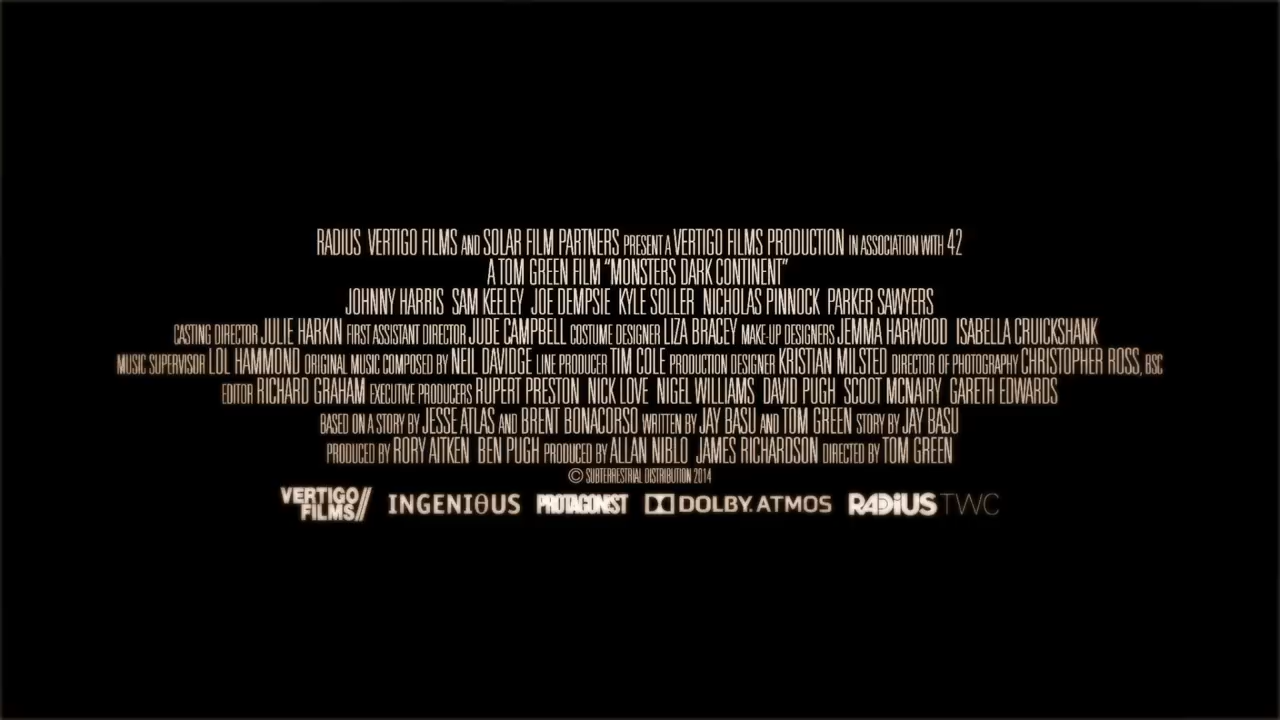 RADIUS VERTIGO FILMS AND SOLAR FILM PARTNERS PRESENT A VERTIGO FILMS PRODUCTION IN ASSOCIATION WITH 42
A TOM GREEN FILM "MONSTERS DARK CONTINENT"
JOHNNY HARRIS SAM KEELEY JOE DEMPSIE KYLE SOLLER NICHOLAS PINNOCK PARKER SAWYERS
CASTING DIRECTOR JULIE HARKIN FIRST ASSISTANT DIRECTOR JUDE CAMPBELL COSTUME DESIGNER LIZA BRACEY MAKE-UP DESIGNERS JEMMA HARWOOD ISABELLA CRUICKSHANK
MUSIC SUPERVISOR LOL HAMMOND ORIGINAL MUSIC COMPOSED BY NEIL DAVIDGE LINE PRODUCER TIM COLE PRODUCTION DESIGNER KRISTIAN MILSTED DIRECTOR OF PHOTOGRAPHY CHRISTOPHER ROSS, BSC
EDITOR RICHARD GRAHAM EXECUTIVE PRODUCERS RUPERT PRESTON NICK LOVE NIGEL WILLIAMS DAVID PUGH SCOOT MCNAIRY GARETH EDWARDS
BASED ON A STORY BY JESSE ATLAS AND BRENT BONACORSO WRITTEN BY JAY BASU AND TOM GREEN STORY BY JAY BASU
PRODUCED BY RORY AITKEN BEN PUGH PRODUCED BY ALLAN NIBLO JAMES RICHARDSON DIRECTED BY TOM GREEN
© SUBTERRESTRIAL DISTRIBUTION 2014
VERTIGO FILMS// INGENIOUS PROTAGONIST DOLBY ATMOS RADiUS TWC